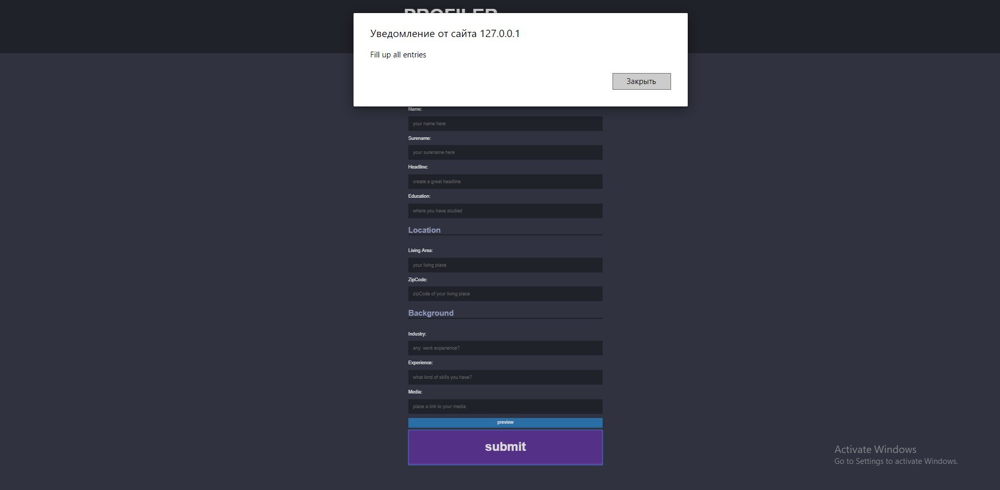 PROFILER
Уведомление от сайта 127.0.0.1
Fill up all entries
Закрыть
Name:
your name here
Surename:
your surename here
Headline:
create a great headline
Education:
where you have studied
Location
Living Area:
your living place
ZipCode:
zipCode of your living place
Background
Industry:
any  work experience?
Experience:
what kind of skills you have?
Media:
place a link to your media
preview
submit
Activate Windows
Go to Settings to activate Windows.